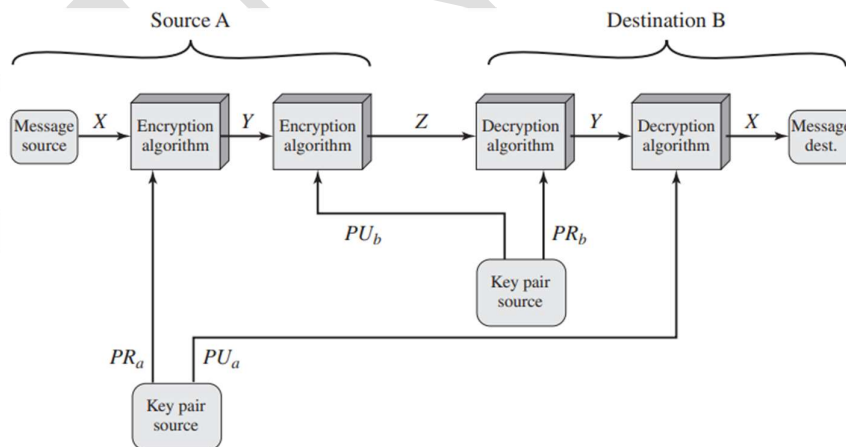 Source A
Destination B
Message
source
X
Encryption
algorithm
Y
Encryption
algorithm
Z
Decryption
algorithm
Y
Decryption
algorithm
X
Message
dest.
PU_b
PR_b
Key pair
source
PR_a
PU_a
Key pair
source